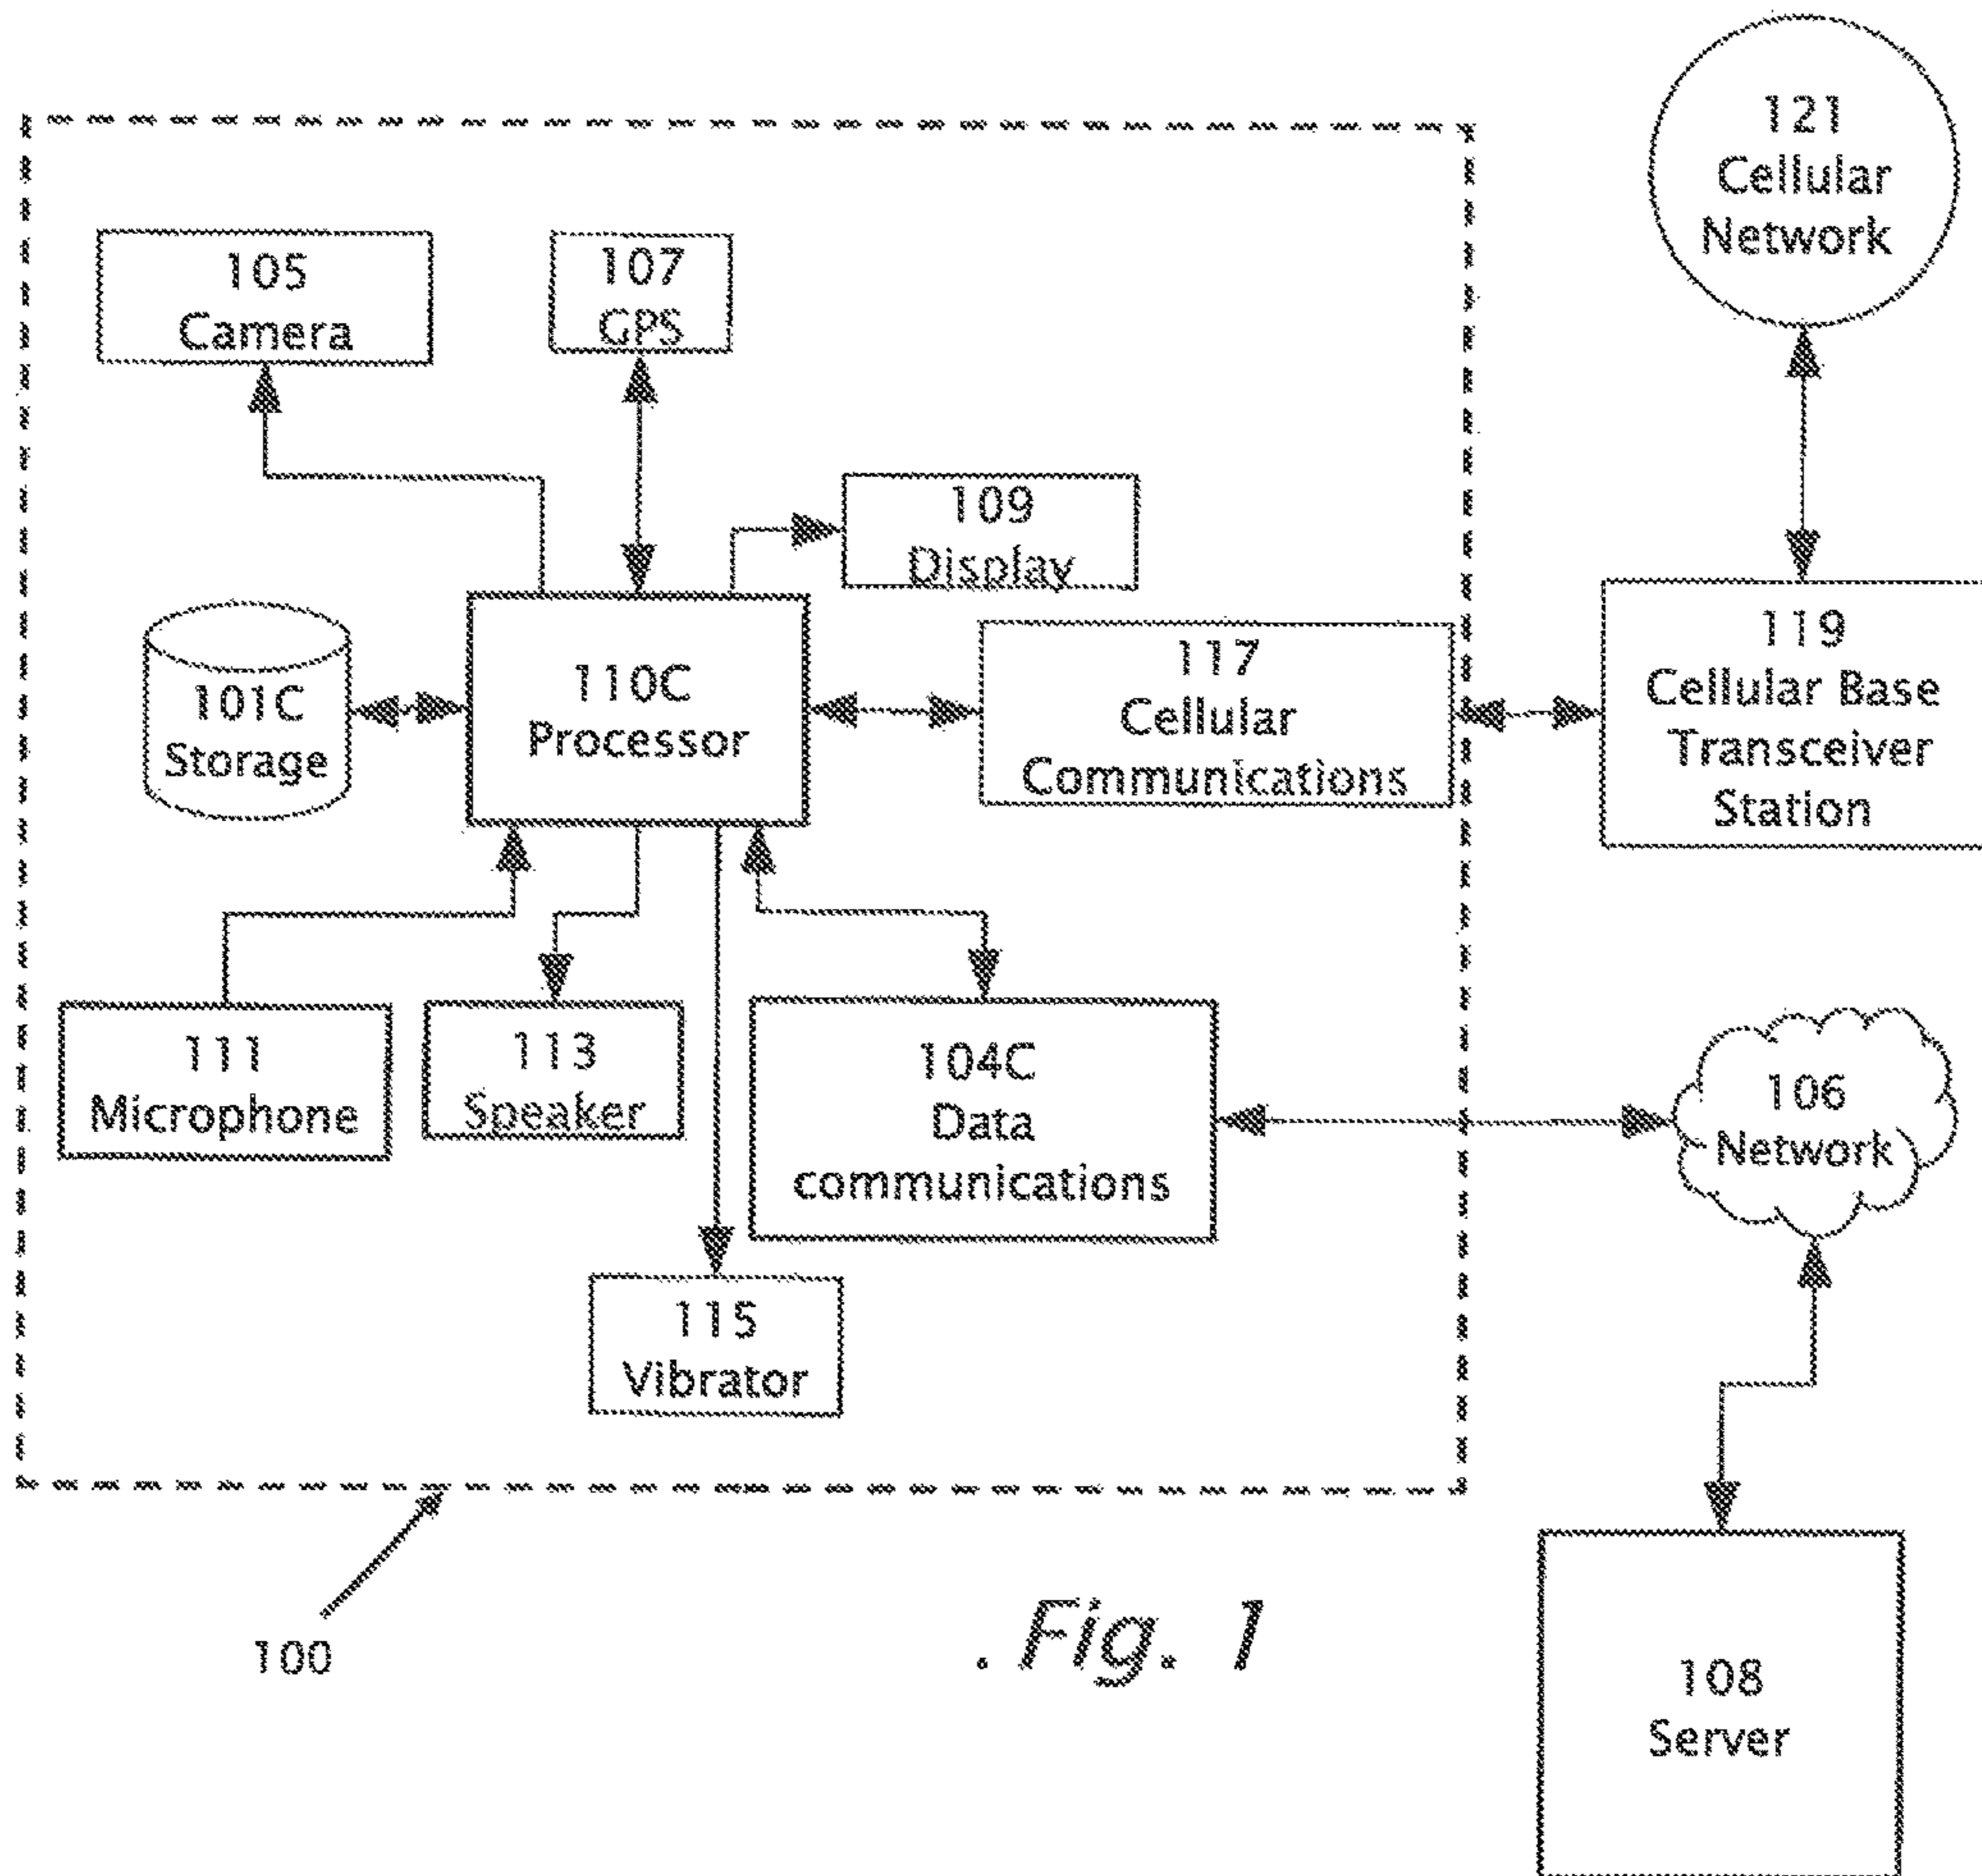 121
Cellular
Network
105
Camera
107
GPS
109
Display
101C
Storage
110C
Processor
117
Cellular
Communications
119
Cellular Base
Transceiver
Station
111
Microphone
113
Speaker
104C
Data
communications
106
Network
115
Vibrator
100
. Fig. 1
108
Server